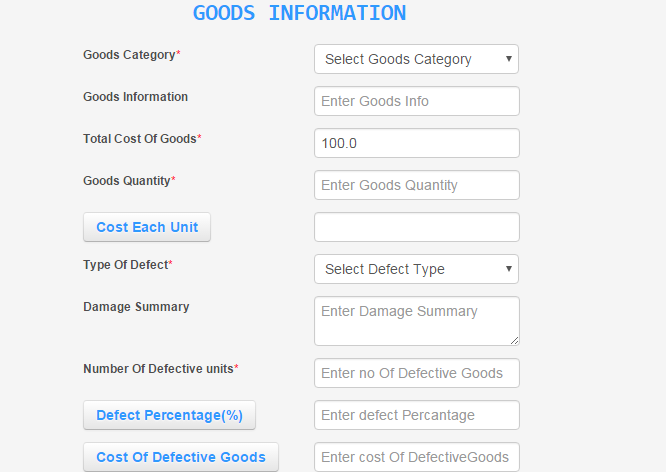 GOODS INFORMATION
Goods Category* Select Goods Category
Goods Information Enter Goods Info
Total Cost Of Goods* 100.0
Goods Quantity* Enter Goods Quantity
Cost Each Unit
Type Of Defect* Select Defect Type
Damage Summary Enter Damage Summary
Number Of Defective units* Enter no Of Defective Goods
Defect Percentage(%) Enter defect Percantage
Cost Of Defective Goods Enter cost Of DefectiveGoods